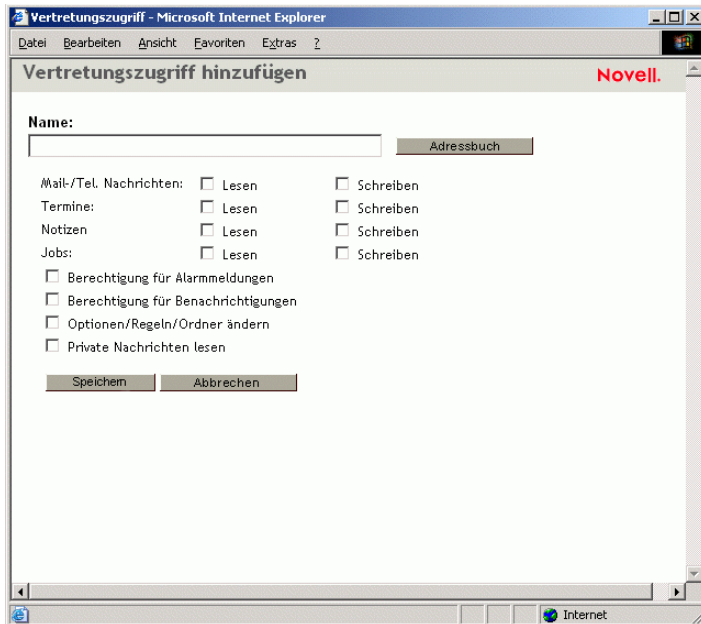 Vertretungszugriff - Microsoft Internet Explorer
Datei Bearbeiten Ansicht Favoriten Extras ?
Vertretungszugriff hinzufügen Novell.
Name:
Adressbuch
Mail-/Tel. Nachrichten: Lesen Schreiben
Termine: Lesen Schreiben
Notizen Lesen Schreiben
Jobs: Lesen Schreiben
Berechtigung für Alarmmeldungen
Berechtigung für Benachrichtigungen
Optionen/Regeln/Ordner ändern
Private Nachrichten lesen
Speichern Abbrechen
Internet